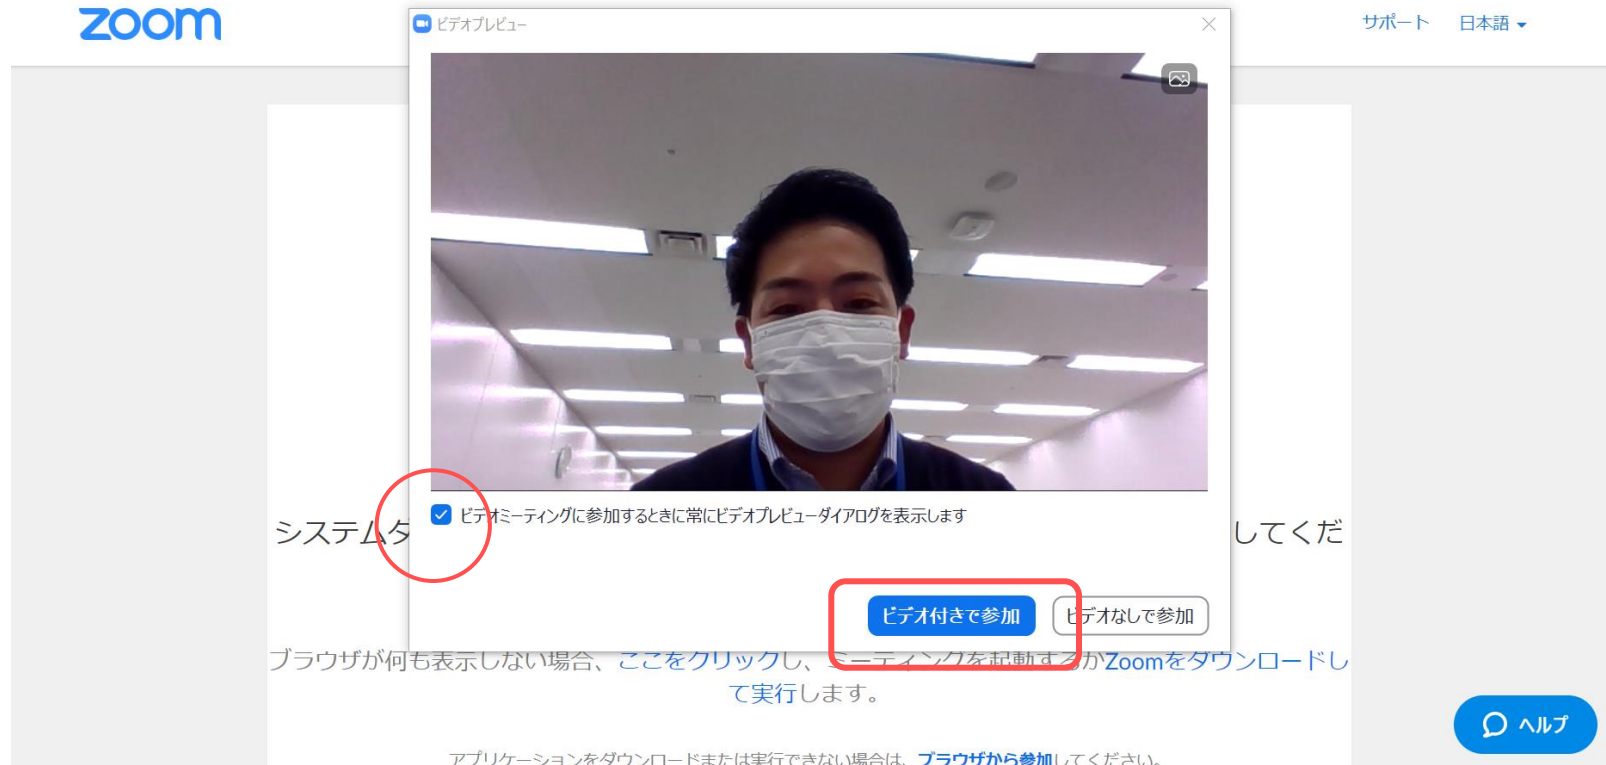 zoom
ビデオプレビュー
サポート 日本語
ビデオミーティングに参加するときに常にビデオプレビューダイアログを表示します
システムダ
してくだ
ビデオ付きで参加 ビデオなしで参加
ブラウザが何も表示しない場合、ここをクリックし、ミーティングを起動するかZoomをダウンロードし
て実行します。
ヘルプ
アプリケーションをダウンロードまたは実行できない場合は、ブラウザから参加してください。